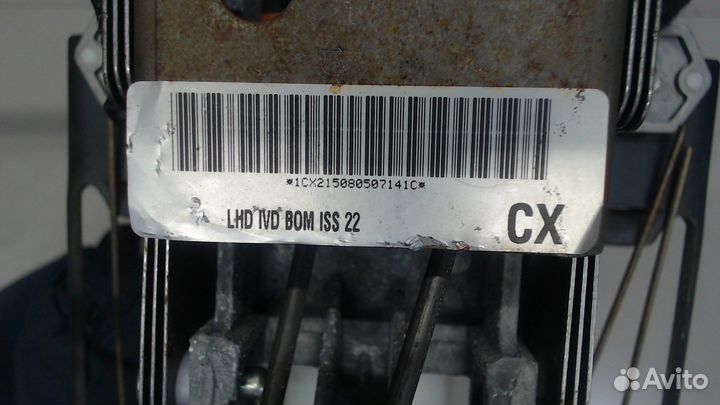 *1CX215080507141C*
LHD IVD BOM ISS 22
CX
Avito